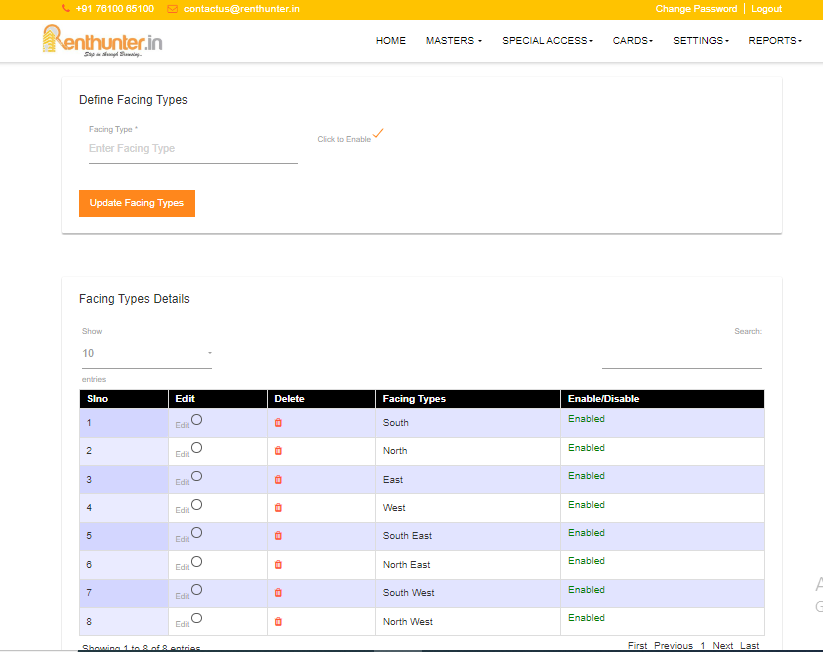 +91 76100 65100 contactus@renthunter.in Change Password | Logout
Renthunter.in
Step in through Browsing...
HOME MASTERS SPECIAL ACCESS CARDS SETTINGS REPORTS
Define Facing Types
Facing Type *
Enter Facing Type
Click to Enable
Update Facing Types
Facing Types Details
Show
Search:
10
entries
Slno Edit Delete Facing Types Enable/Disable
1 Edit South Enabled
2 Edit North Enabled
3 Edit East Enabled
4 Edit West Enabled
5 Edit South East Enabled
6 Edit North East Enabled
7 Edit South West Enabled
8 Edit North West Enabled
Showing 1 to 8 of 8 entries
First Previous 1 Next Last